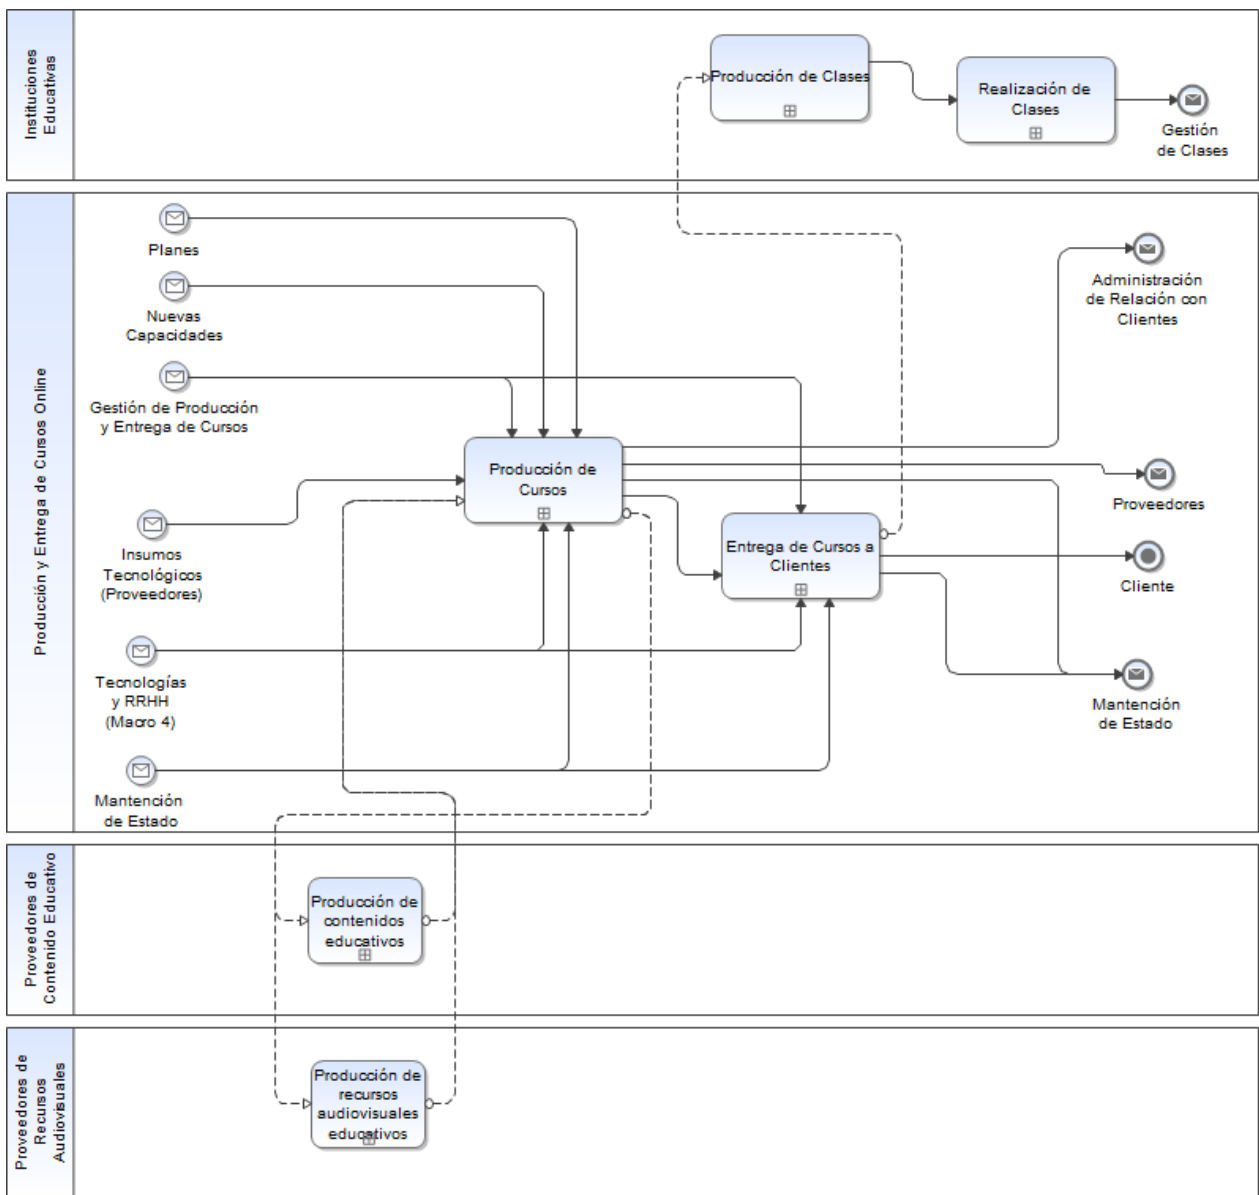 Instituciones
Educativas
Producción de Clases
Realización de
Clases
Gestión
de Clases
Producción y Entrega de Cursos Online
Planes
Nuevas
Capacidades
Gestión de Producción
y Entrega de Cursos
Insumos
Tecnológicos
(Proveedores)
Tecnologías
y RRHH
(Macro 4)
Mantención
de Estado
Producción de
Cursos
Entrega de Cursos a
Clientes
Administración
de Relación con
Clientes
Proveedores
Cliente
Mantención
de Estado
Proveedores de
Contenido Educativo
Producción de
contenidos
educativos
Proveedores de
Recursos
Audiovisuales
Producción de
recursos
audiovisuales
educativos